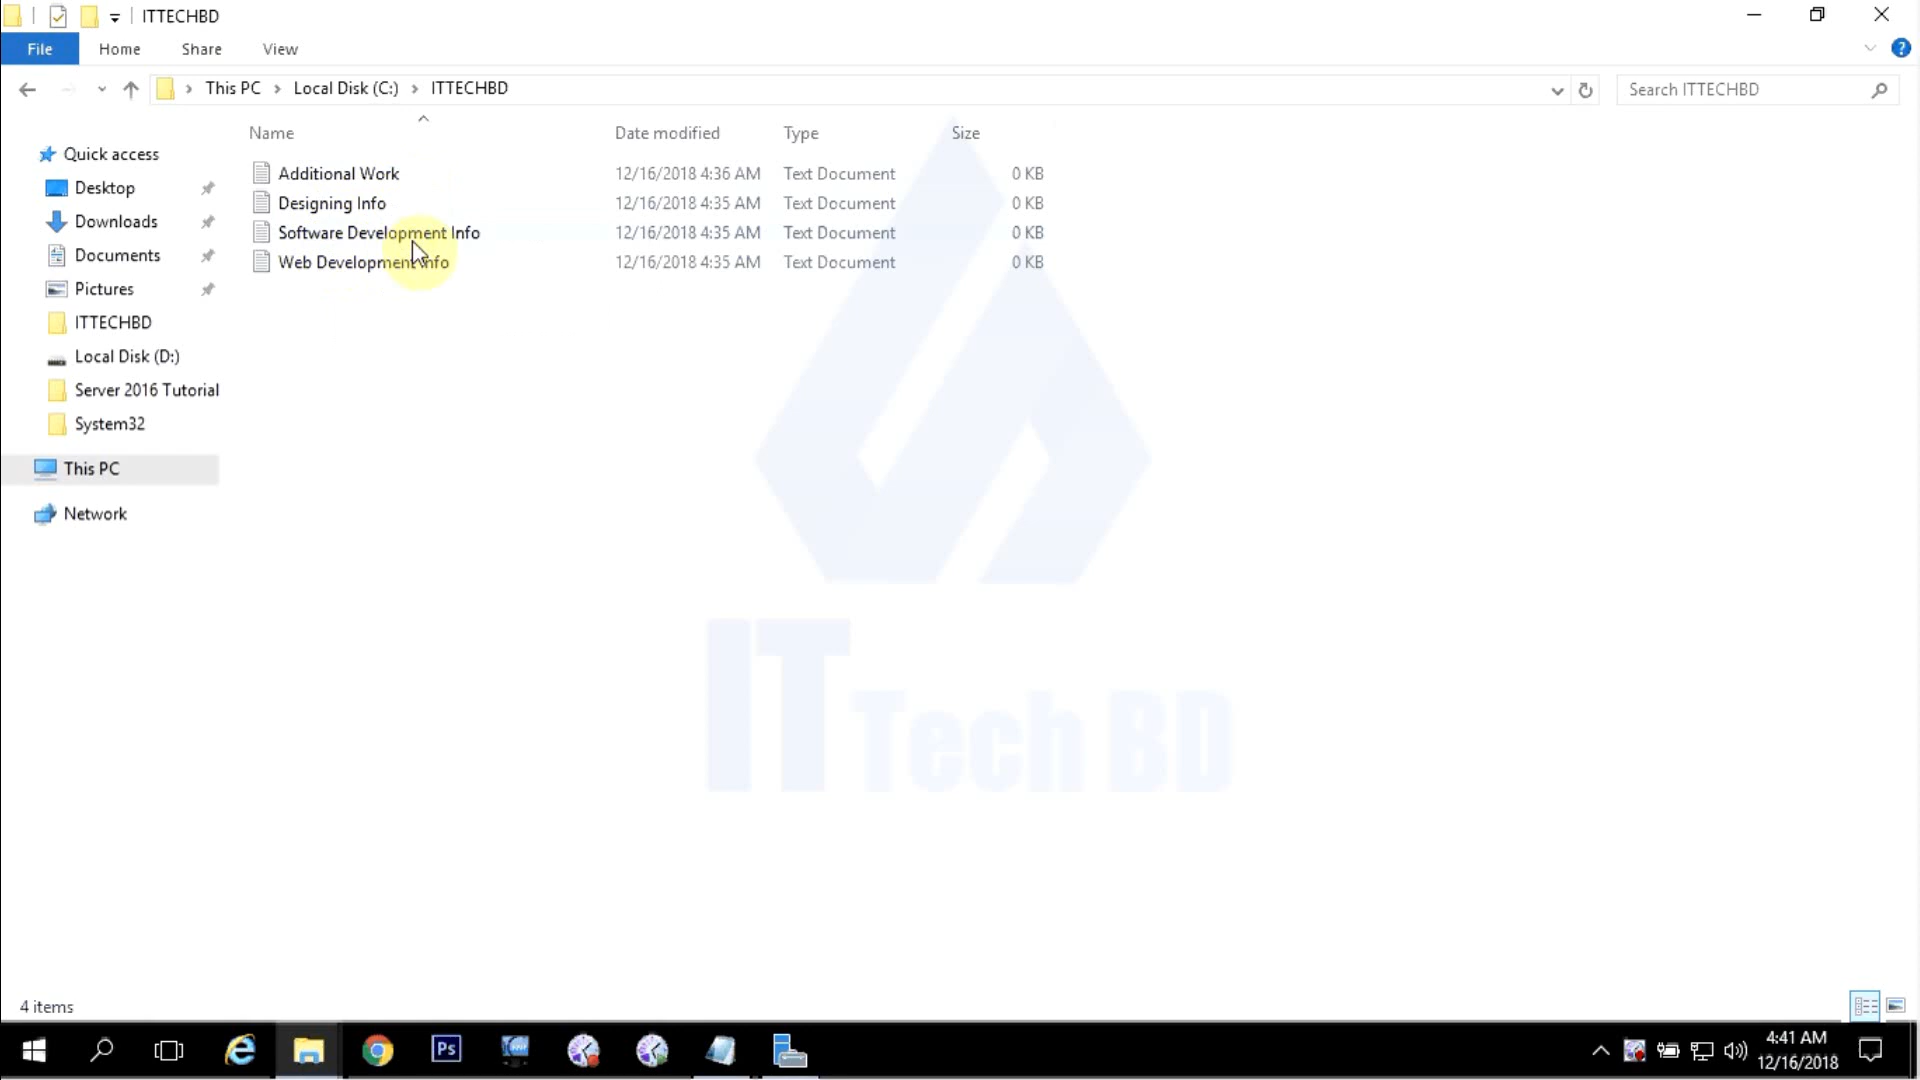 ITTECHBD
File Home Share View
This PC Local Disk (C:) ITTECHBD
Search ITTECHBD
Name Date modified Type Size
Quick access
Desktop
Downloads
Documents
Pictures
ITTECHBD
Local Disk (D:)
Server 2016 Tutorial
System32
This PC
Network
Additional Work 12/16/2018 4:36 AM Text Document 0 KB
Designing Info 12/16/2018 4:35 AM Text Document 0 KB
Software Development Info 12/16/2018 4:35 AM Text Document 0 KB
Web Development Info 12/16/2018 4:35 AM Text Document 0 KB
IT Tech BD
4 items
Ps
4:41 AM
12/16/2018